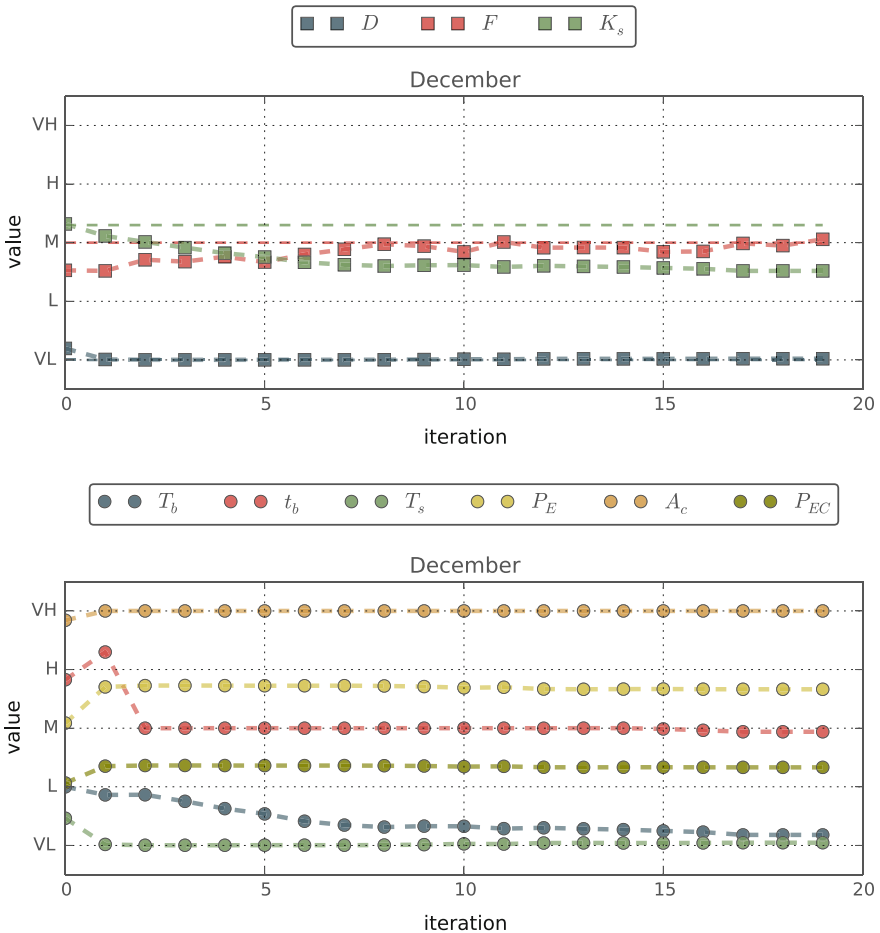 D F K_s
December
VH
H
M
L
VL
value
0 5 10 15 20
iteration
T_b t_b T_s P_E A_c P_EC
December
VH
H
M
L
VL
value
0 5 10 15 20
iteration